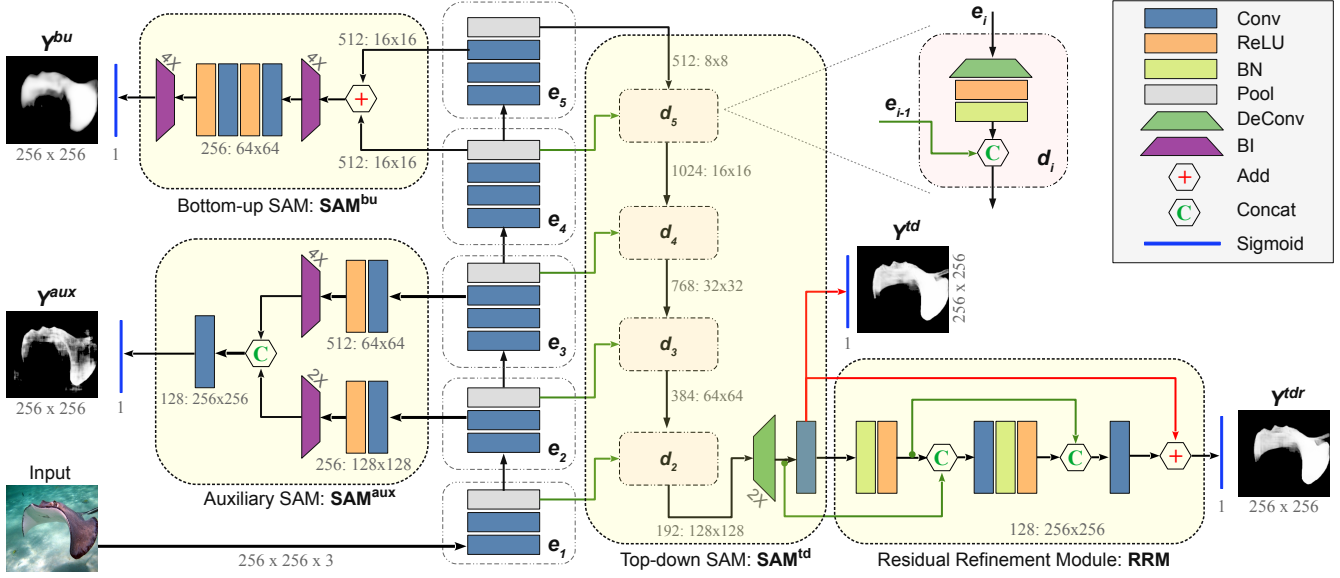 Y^bu
256 x 256
1
4X
256: 64x64
4X
512: 16x16
512: 16x16
Bottom-up SAM: SAM^bu
Y^aux
256 x 256
1
128: 256x256
C
4X
512: 64x64
2X
256: 128x128
Auxiliary SAM: SAM^aux
Input
256 x 256 x 3
e5
e4
e3
e2
e1
512: 8x8
d5
1024: 16x16
d4
768: 32x32
d3
384: 64x64
d2
192: 128x128
2X
Top-down SAM: SAM^td
ei
ei-1
C
di
Y^td
256 x 256
1
C
C
128: 256x256
Residual Refinement Module: RRM
Y^tdr
256 x 256
1
Conv
ReLU
BN
Pool
DeConv
BI
Add
C
Concat
Sigmoid